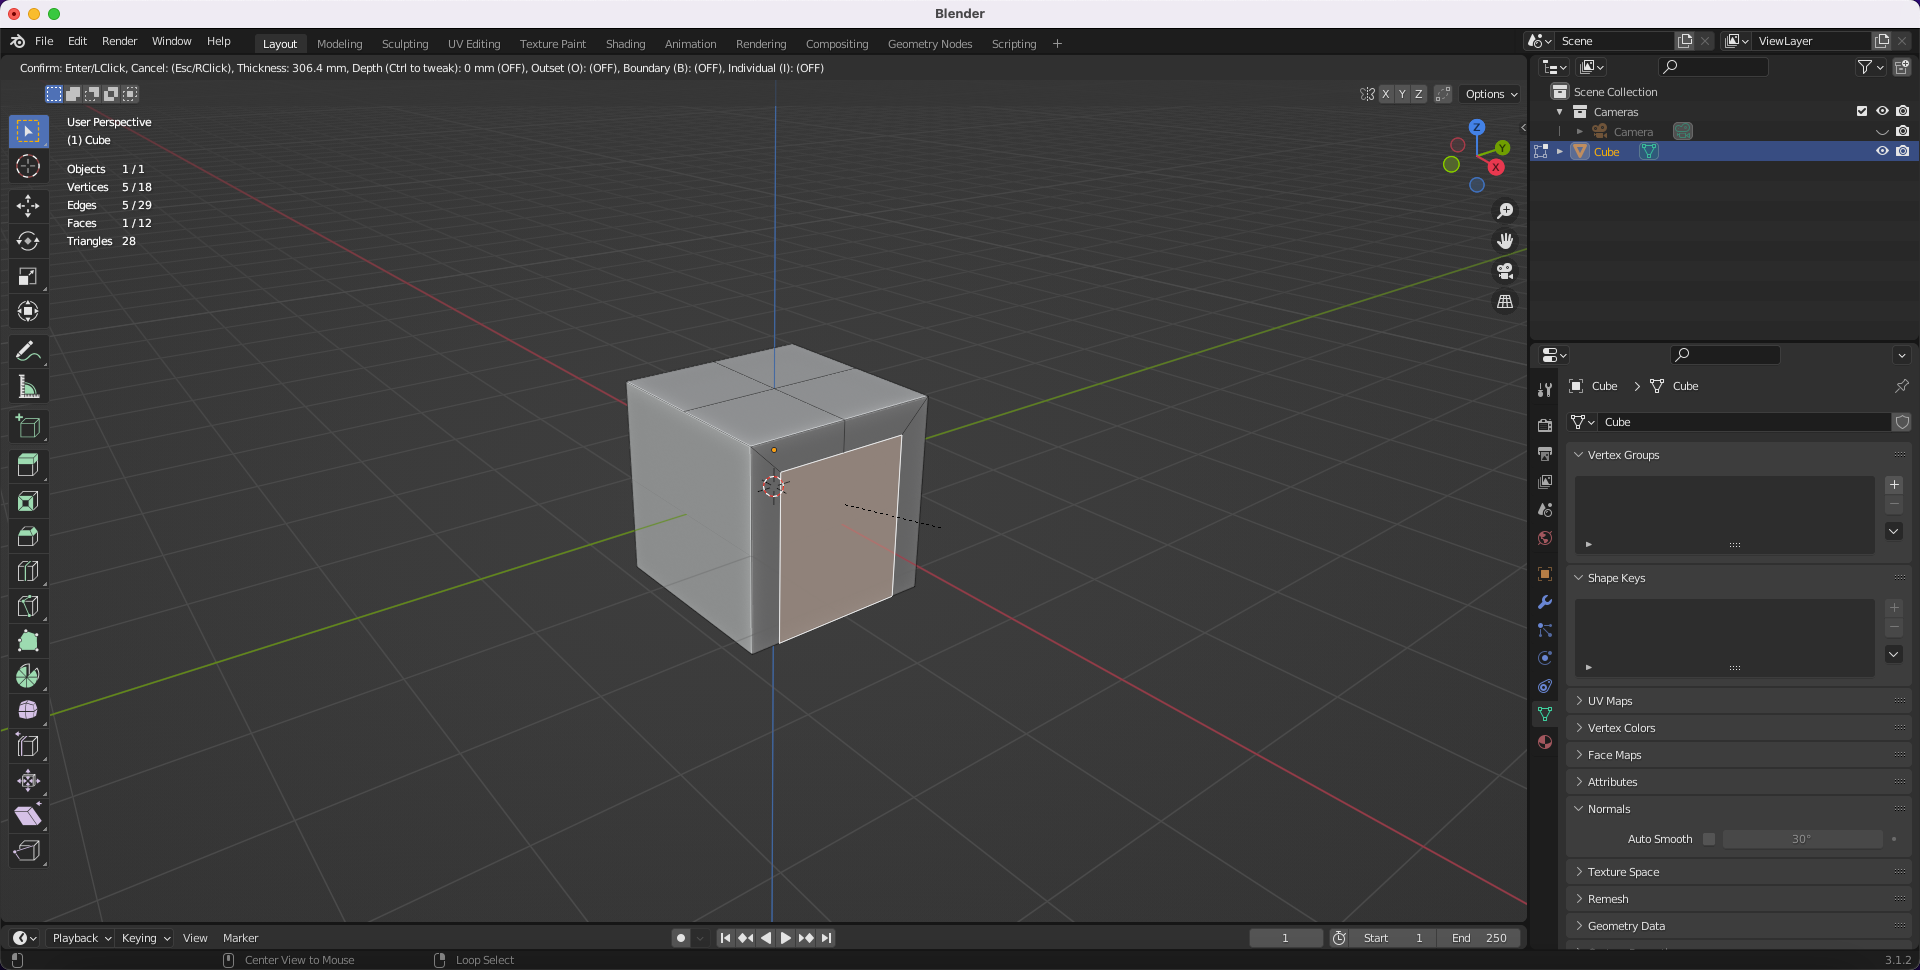 Blender
File Edit Render Window Help
Layout Modeling Sculpting UV Editing Texture Paint Shading Animation Rendering Compositing Geometry Nodes Scripting +
Scene
ViewLayer
Confirm: Enter/LClick, Cancel: (Esc/RClick), Thickness: 306.4 mm, Depth (Ctrl to tweak): 0 mm (OFF), Outset (O): (OFF), Boundary (B): (OFF), Individual (I): (OFF)
X Y Z Options
User Perspective
(1) Cube
Objects 1 / 1
Vertices 5 / 18
Edges 5 / 29
Faces 1 / 12
Triangles 28
Z
Y
X
Scene Collection
Cameras
Camera
Cube
Cube > Cube
Cube
Vertex Groups
Shape Keys
UV Maps
Vertex Colors
Face Maps
Attributes
Normals
Auto Smooth 30°
Texture Space
Remesh
Geometry Data
Playback Keying View Marker
1 Start 1 End 250
Center View to Mouse Loop Select
3.1.2